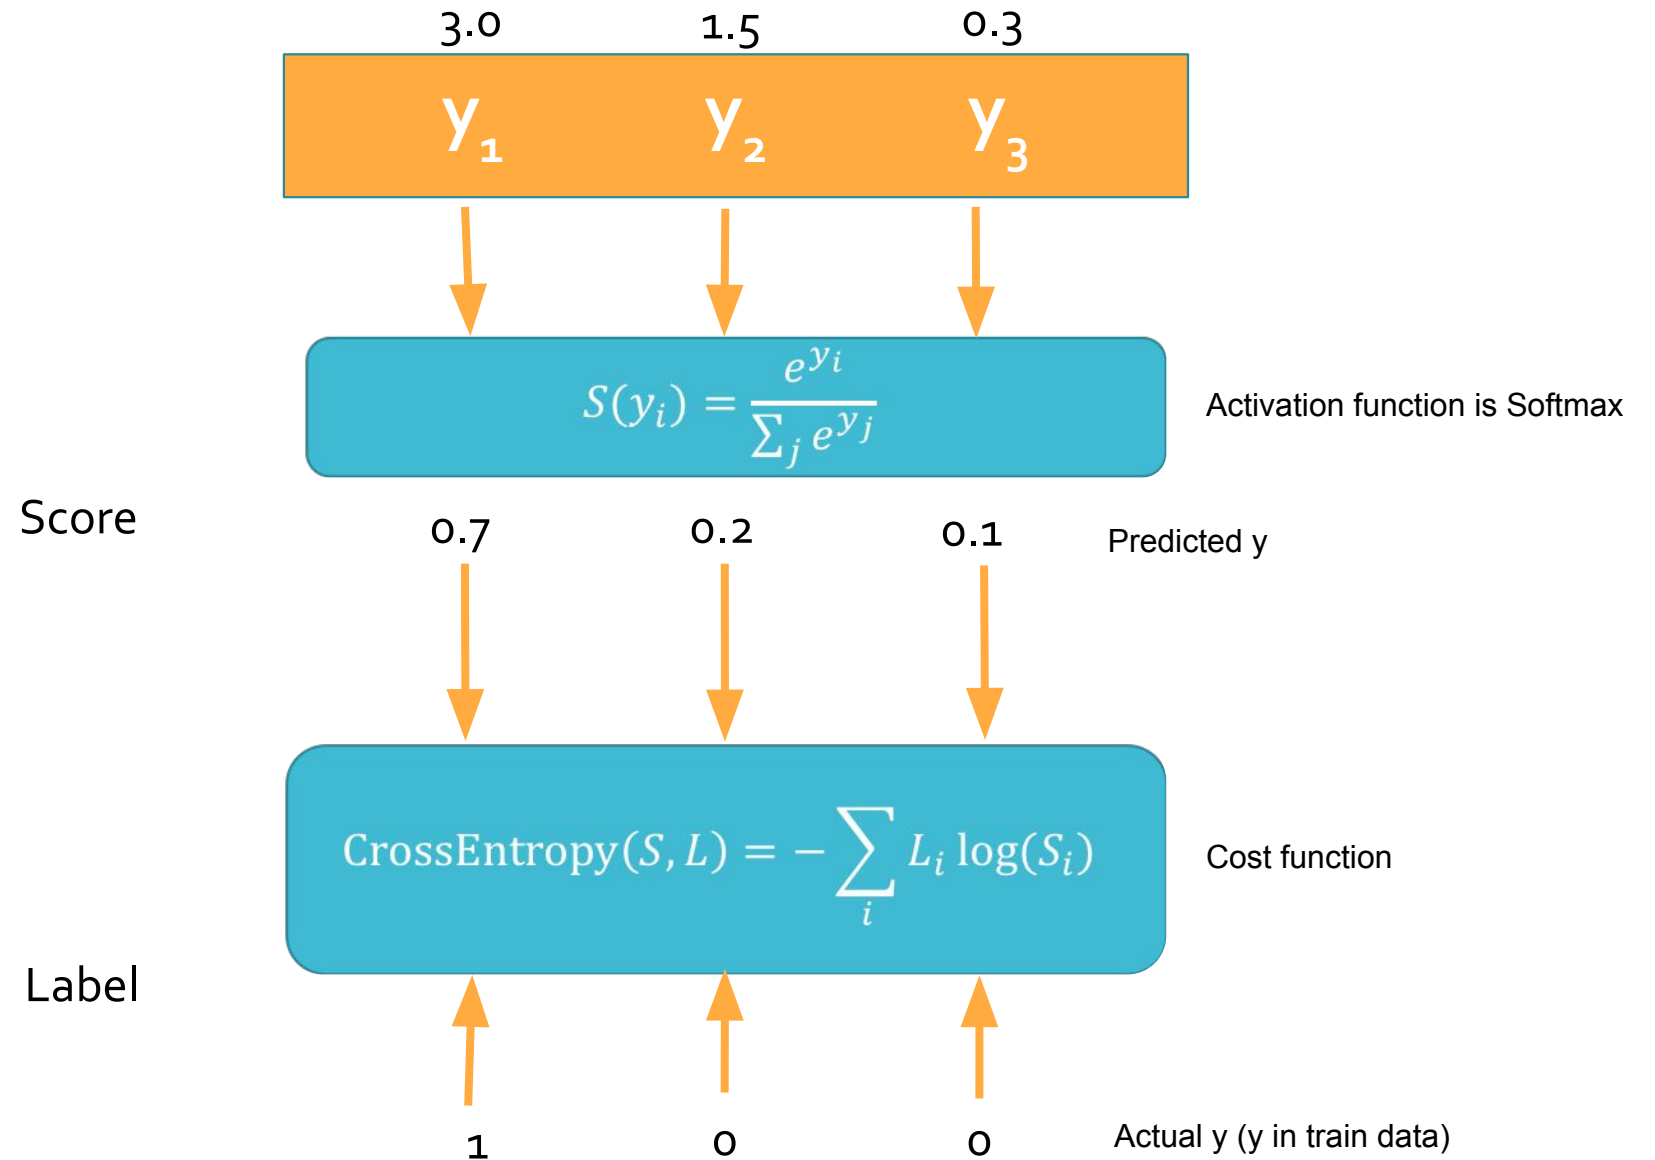 3.0 1.5 0.3
y₁ y₂ y₃
S(yᵢ) = e^{yᵢ} / ∑ⱼ e^{yⱼ}
Activation function is Softmax
Score 0.7 0.2 0.1 Predicted y
CrossEntropy(S, L) = − ∑ᵢ Lᵢ log(Sᵢ)
Cost function
Label
1 0 0 Actual y (y in train data)